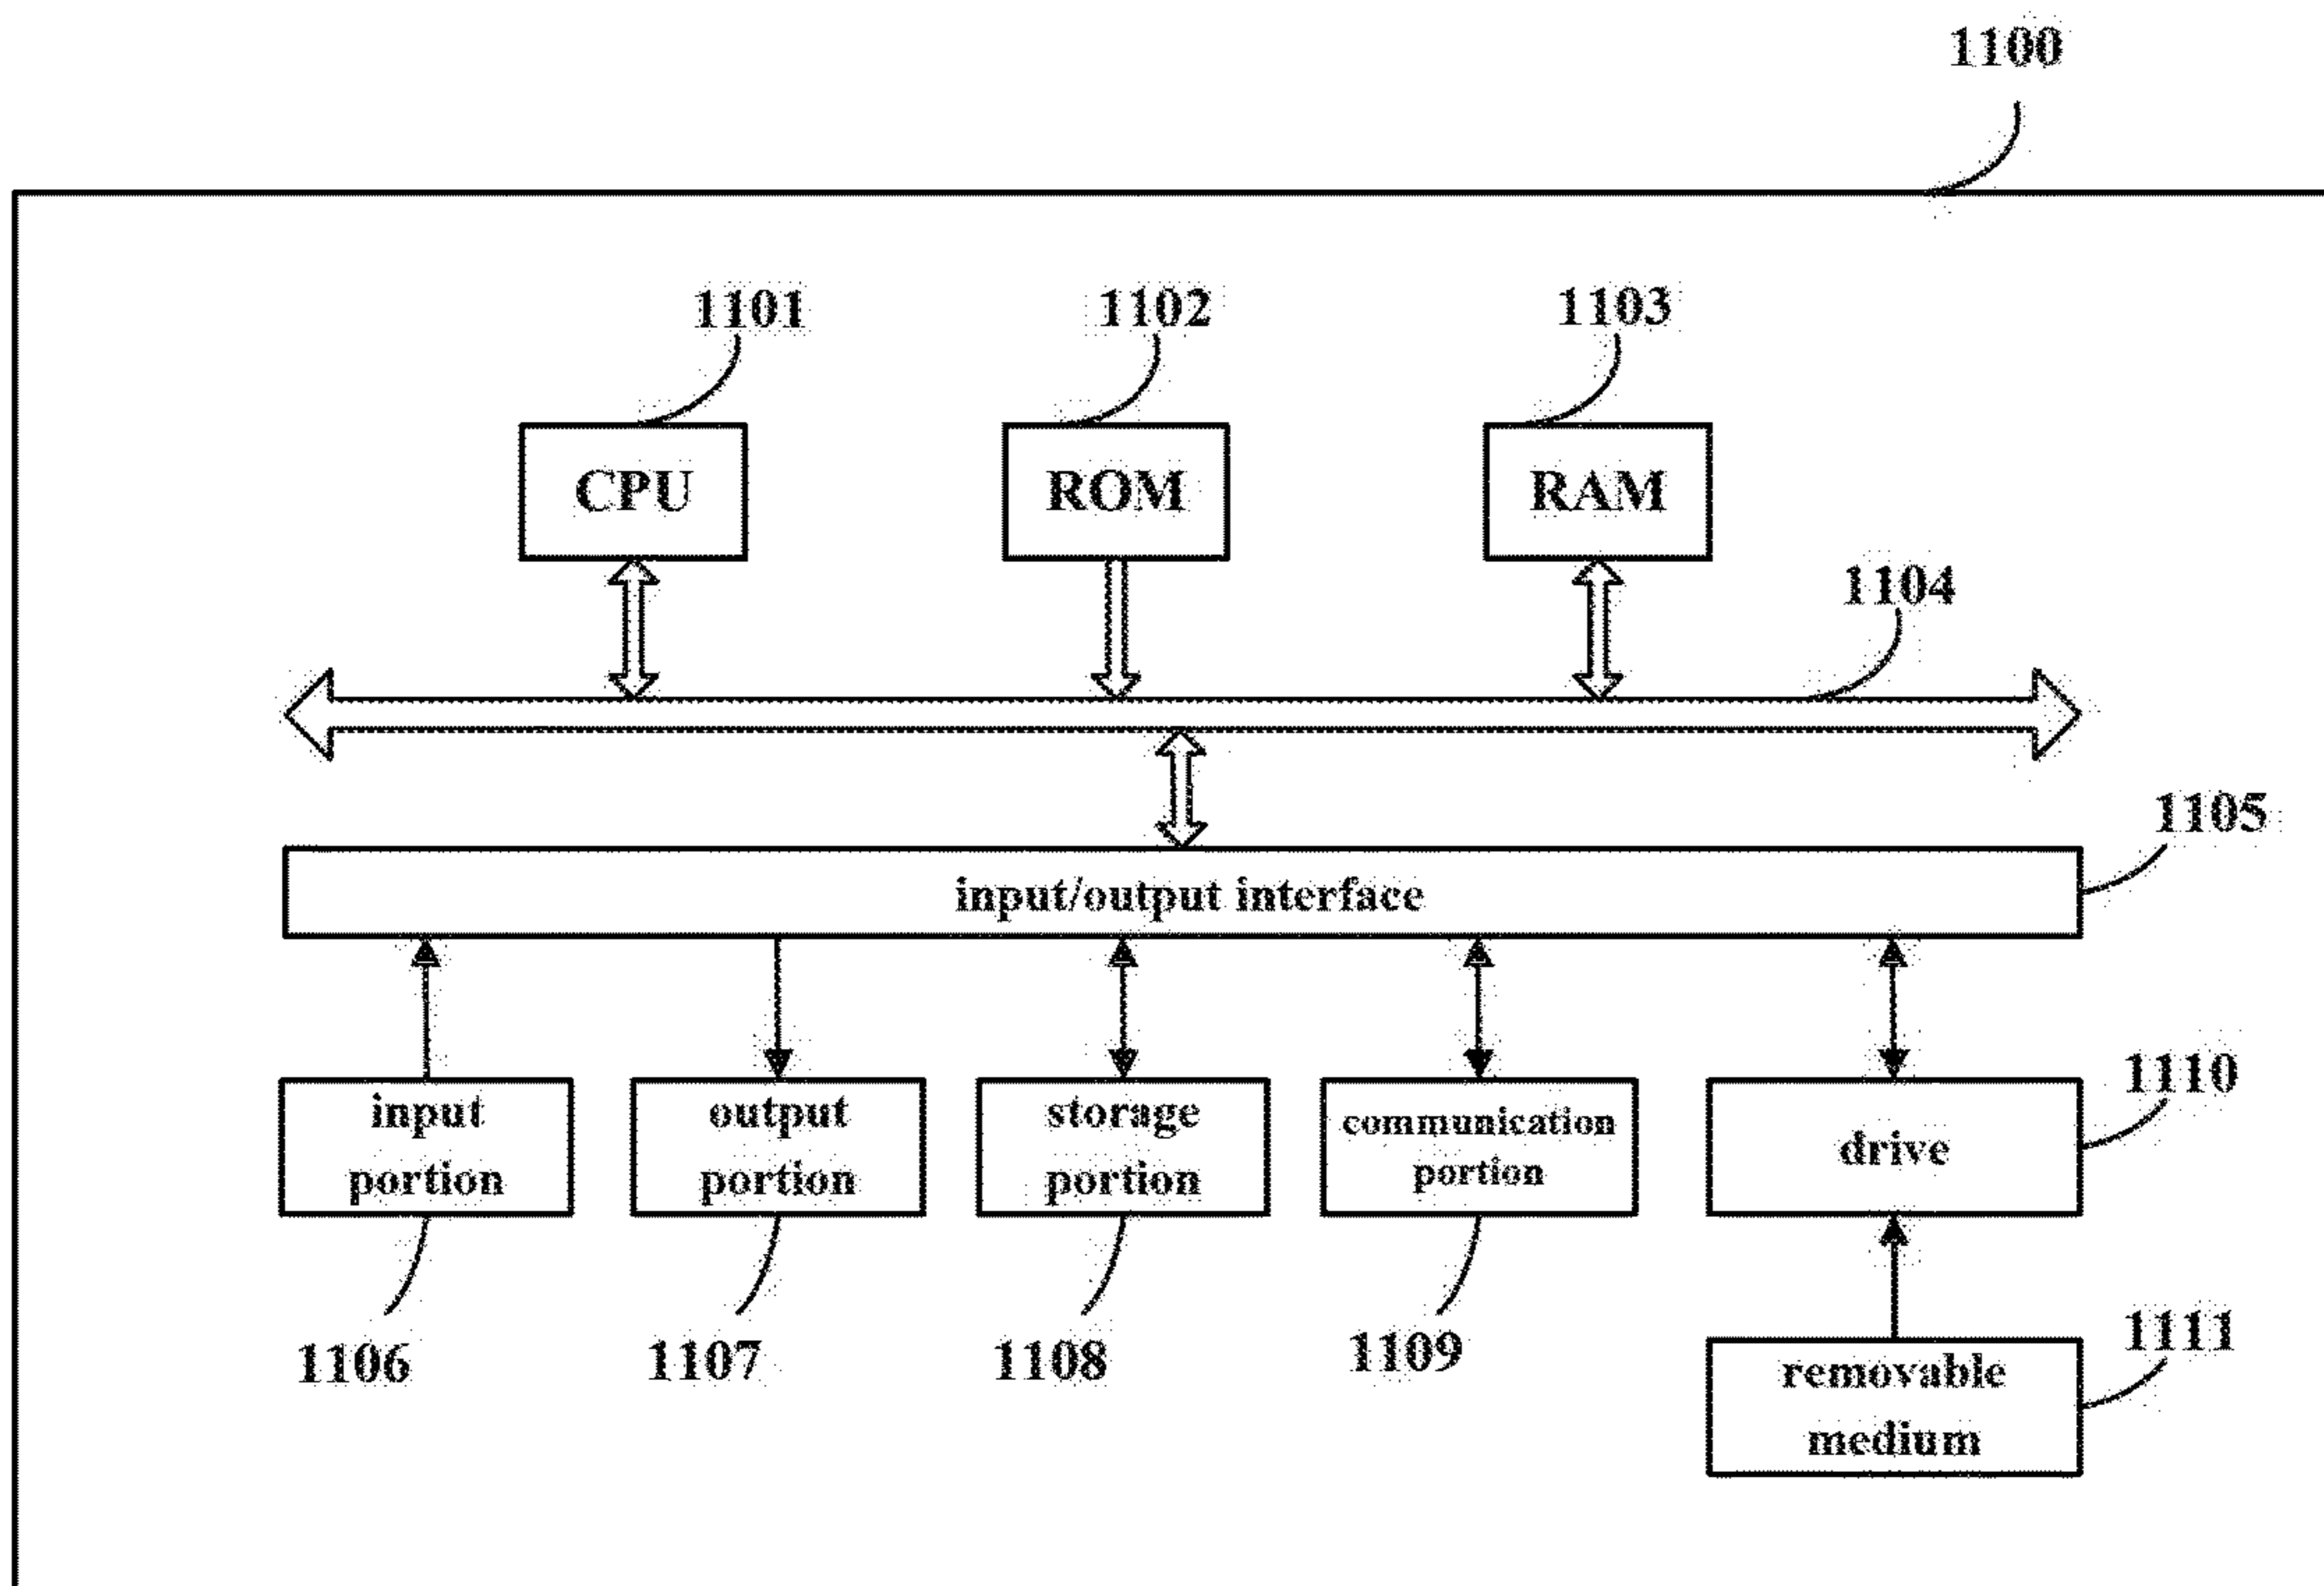 1100
1101
1102
1103
CPU
ROM
RAM
1104
1105
input/output interface
input
portion
output
portion
storage
portion
communication
portion
drive
1110
1106
1107
1108
1109
1111
removable
medium